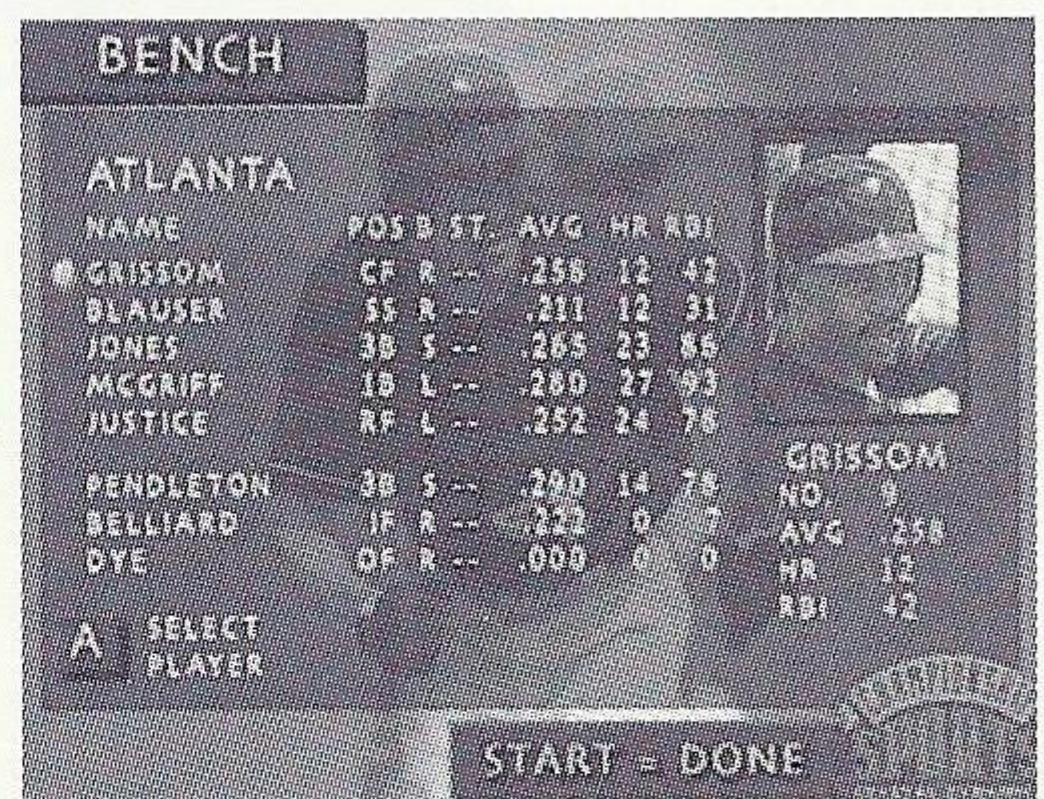 BENCH
ATLANTA
NAME POS B ST. AVG HR RBI
GRISSOM CF R -- .258 12 42
BLAUSER SS R -- .211 12 31
JONES 3B S -- .265 23 86
MCGRIFF 1B L -- .280 27 93
JUSTICE RF L -- .252 24 78
PENDLETON 3B S -- .290 14 78
BELLIARD IF R -- .222 0 7
DYE OF R -- .000 0 0
GRISSOM
NO. 9
AVG .258
HR 12
RBI 42
A SELECT
PLAYER
START = DONE